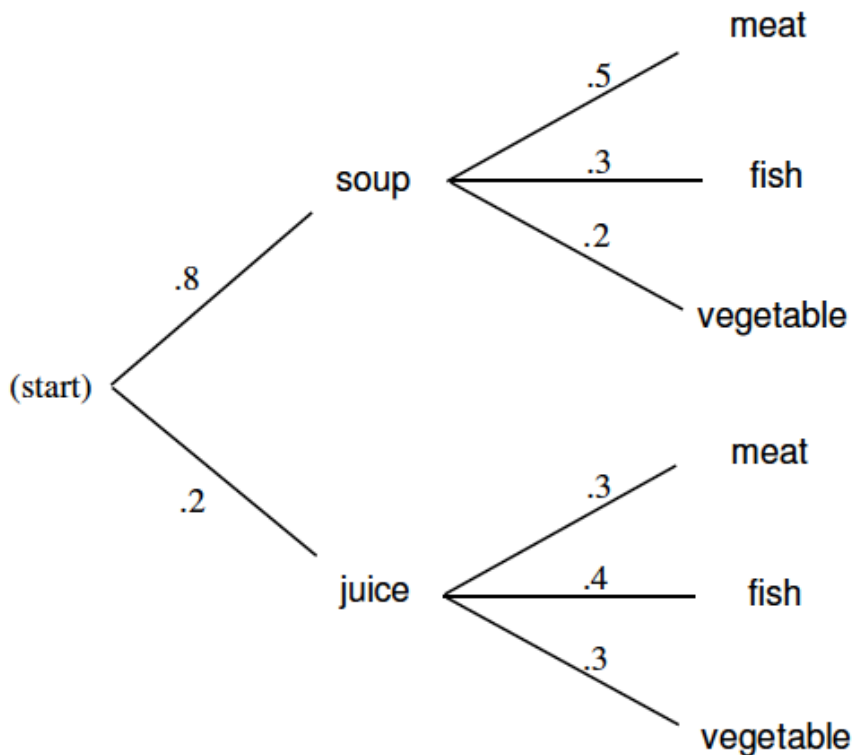 meat
.5
.3
soup
fish
.2
.8
vegetable
(start)
meat
.3
.2
.4
juice
fish
.3
vegetable